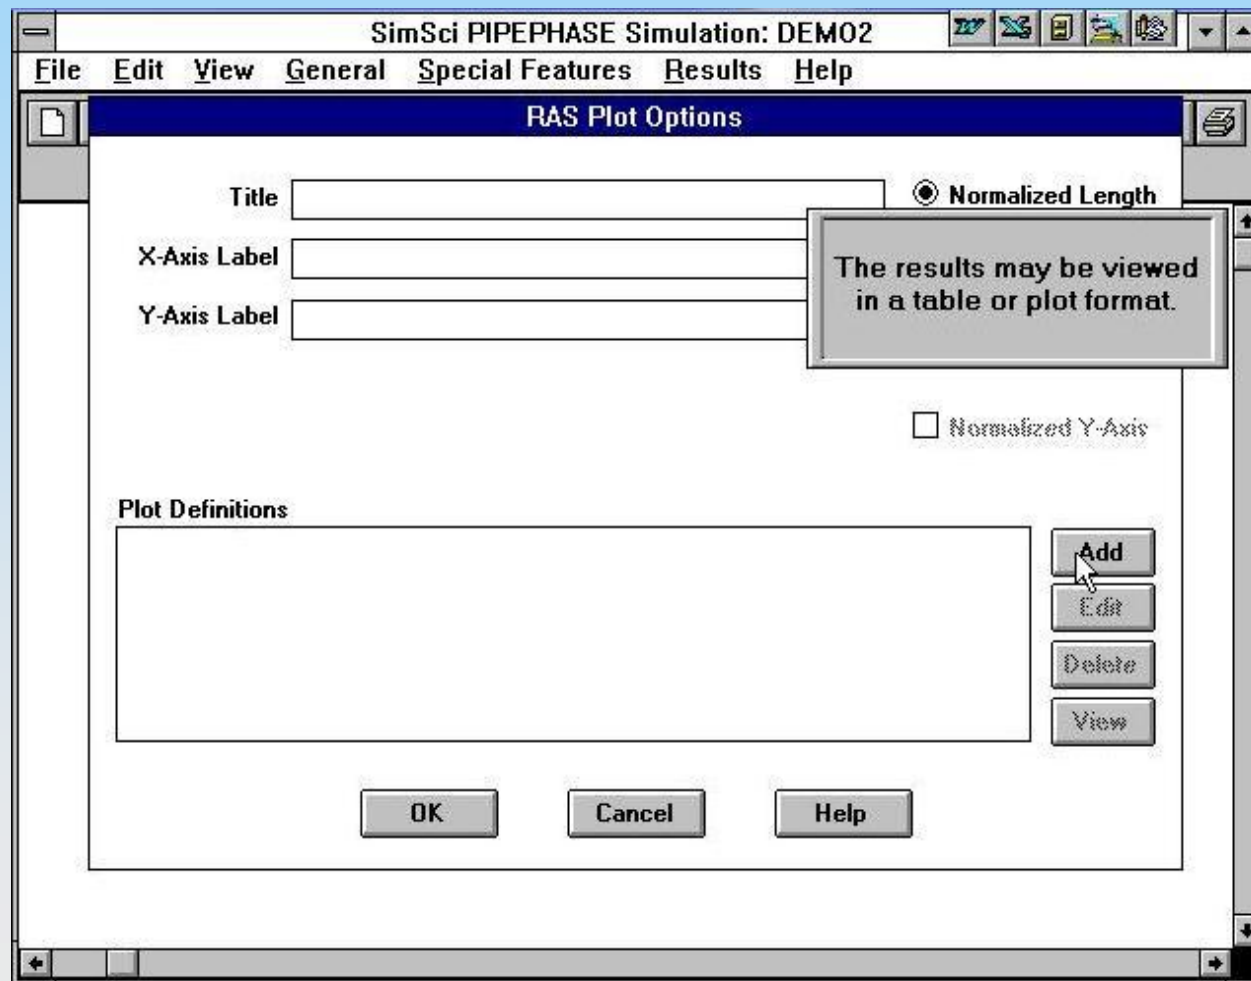 SimSci PIPEPHASE Simulation: DEMO2
File Edit View General Special Features Results Help
RAS Plot Options
Title
Normalized Length
X-Axis Label
The results may be viewed
in a table or plot format.
Y-Axis Label
Normalized Y-Axis
Plot Definitions
Add
Edit
Delete
View
OK Cancel Help